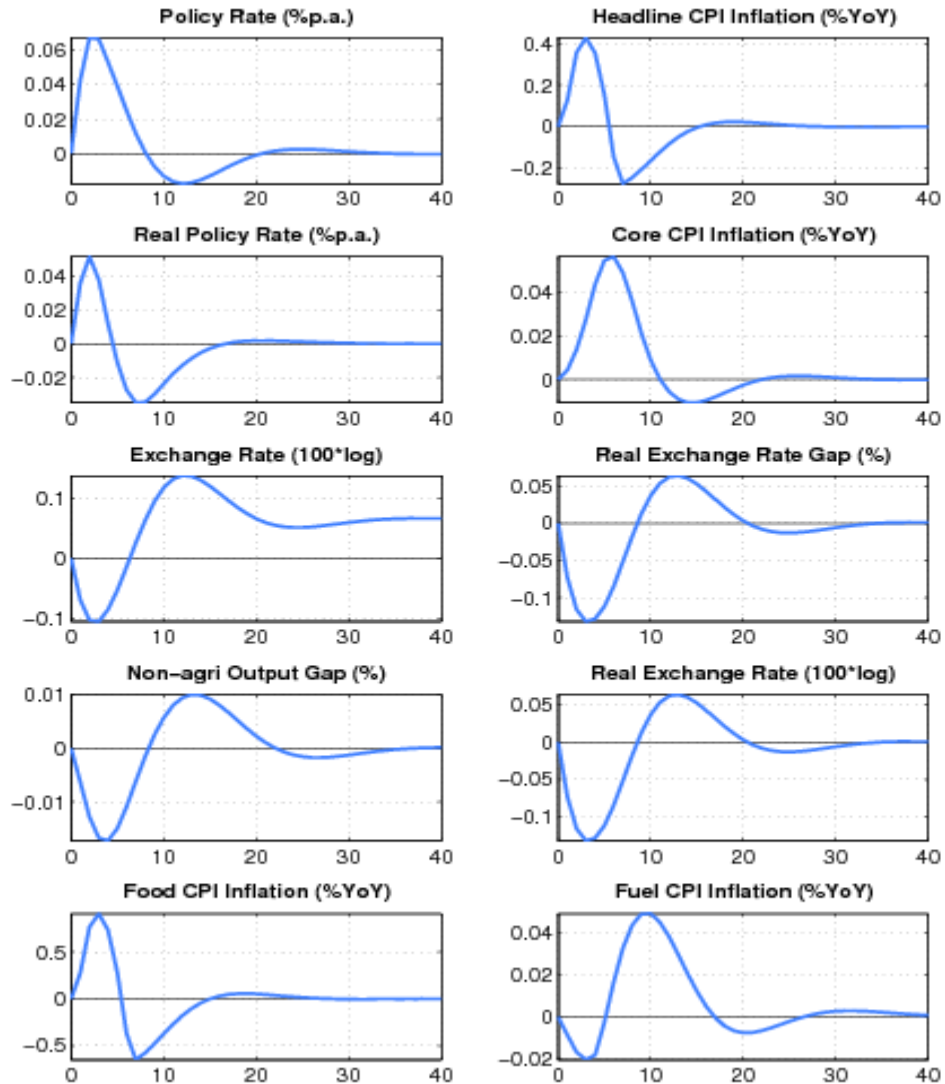 Policy Rate (%p.a.)
0.06
0.04
0.02
0
0 10 20 30 40
Headline CPI Inflation (%YoY)
0.4
0.2
0
−0.2
0 10 20 30 40
Real Policy Rate (%p.a.)
0.04
0.02
0
−0.02
0 10 20 30 40
Core CPI Inflation (%YoY)
0.04
0.02
0
0 10 20 30 40
Exchange Rate (100*log)
0.1
0
−0.1
0 10 20 30 40
Real Exchange Rate Gap (%)
0.05
0
−0.05
−0.1
0 10 20 30 40
Non−agri Output Gap (%)
0.01
0
−0.01
0 10 20 30 40
Real Exchange Rate (100*log)
0.05
0
−0.05
−0.1
0 10 20 30 40
Food CPI Inflation (%YoY)
0.5
0
−0.5
0 10 20 30 40
Fuel CPI Inflation (%YoY)
0.04
0.02
0
−0.02
0 10 20 30 40